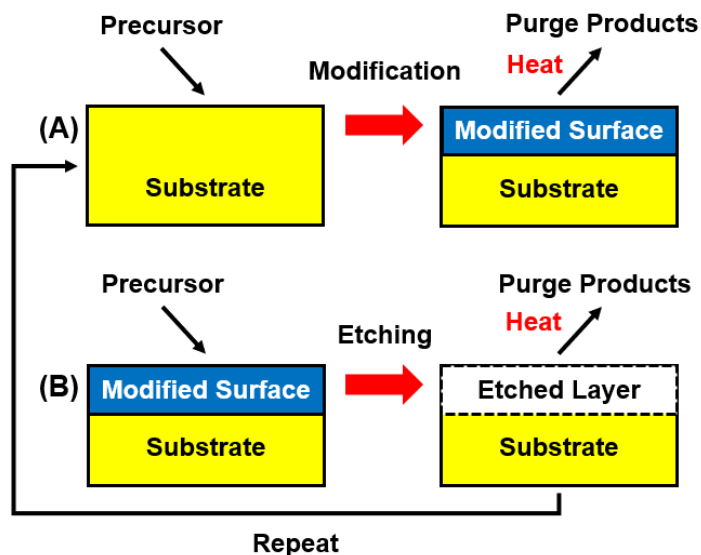 Precursor
Purge Products
Modification
Heat
(A)
Modified Surface
Substrate
Substrate
Precursor
Purge Products
Etching
Heat
(B)
Modified Surface
Etched Layer
Substrate
Substrate
Repeat